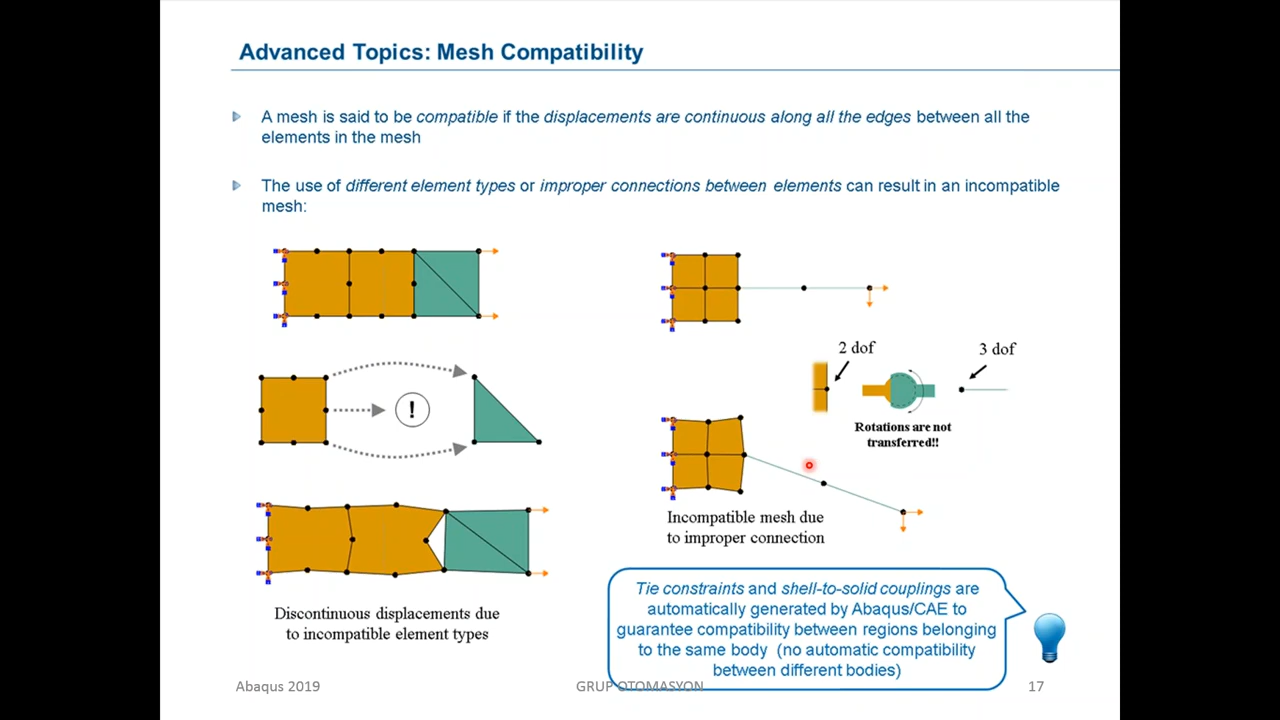 Advanced Topics: Mesh Compatibility
A mesh is said to be compatible if the displacements are continuous along all the edges between all the
elements in the mesh
The use of different element types or improper connections between elements can result in an incompatible
mesh:
!
Discontinuous displacements due
to incompatible element types
2 dof
3 dof
Rotations are not
transferred!!
Incompatible mesh due
to improper connection
Tie constraints and shell-to-solid couplings are
automatically generated by Abaqus/CAE to
guarantee compatibility between regions belonging
to the same body (no automatic compatibility
between different bodies)
Abaqus 2019
GRUP OTOMASYON
17